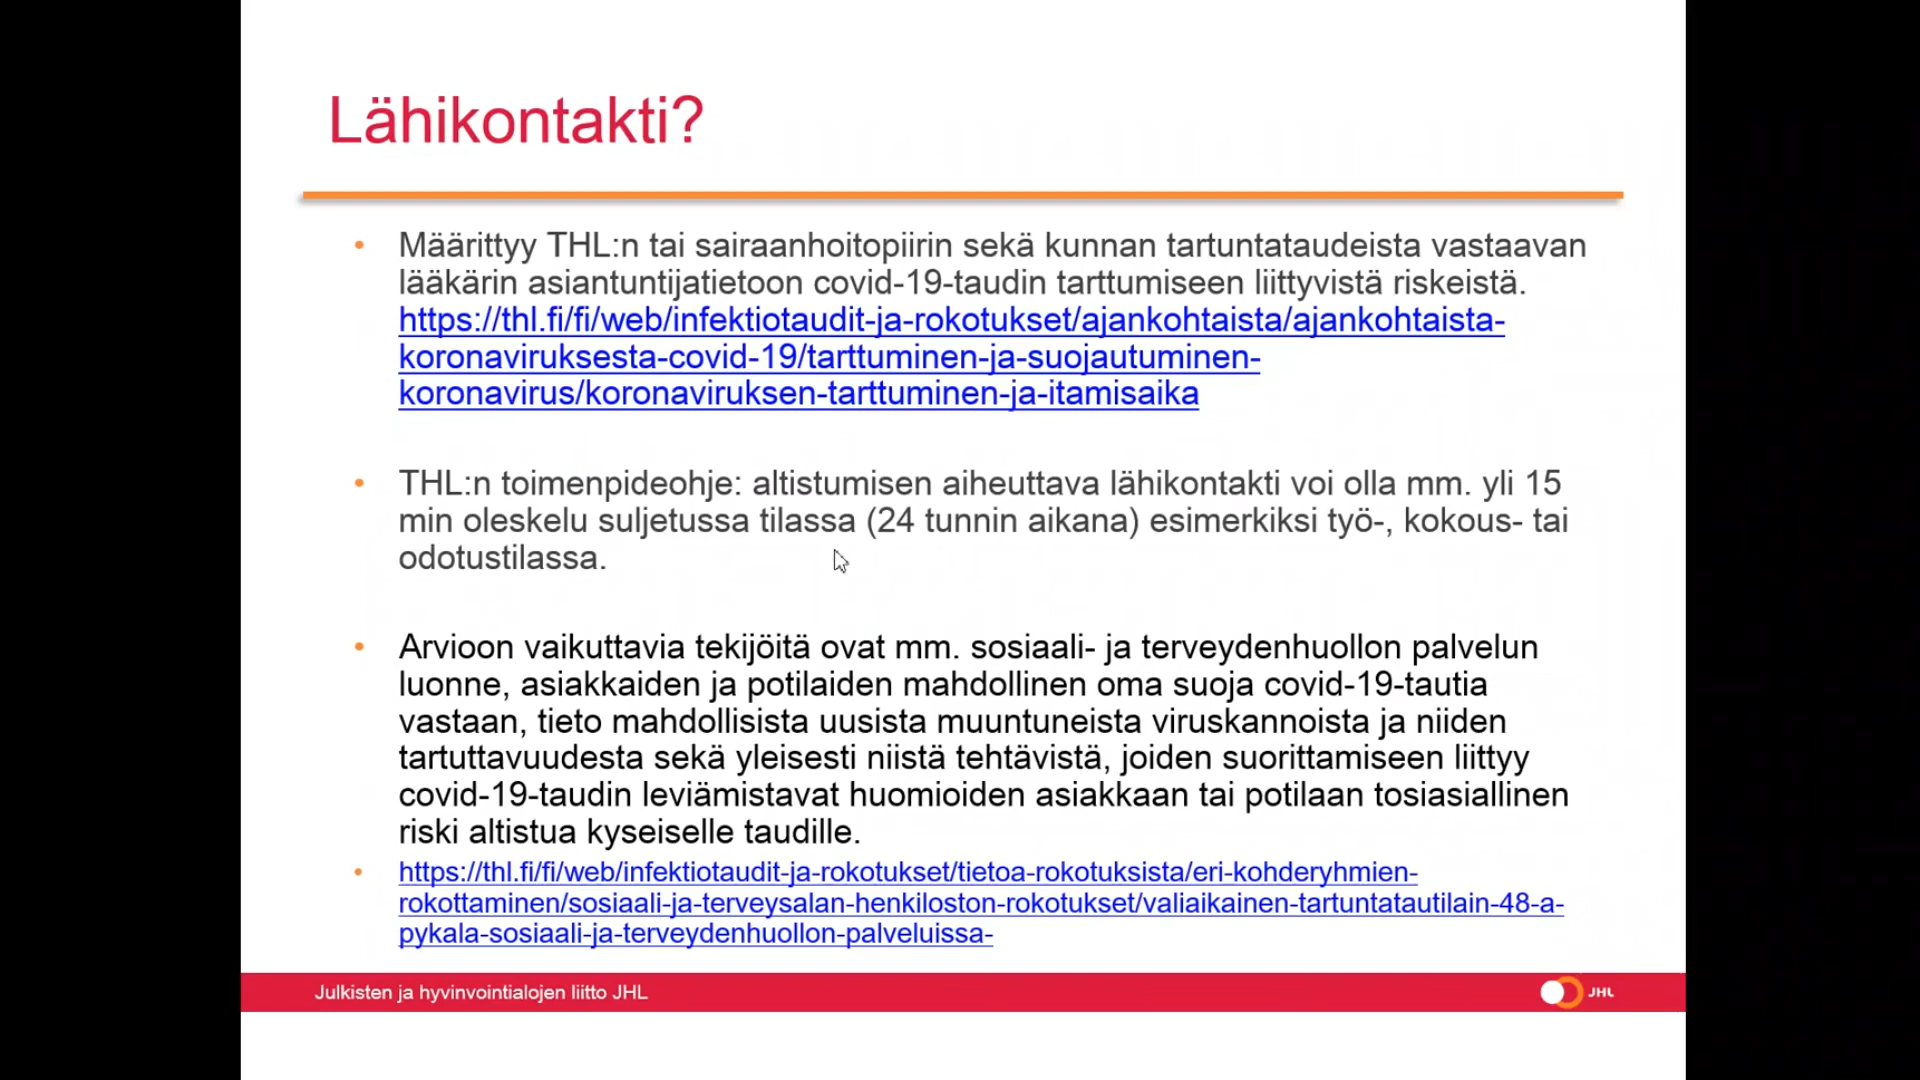 Lähikontakti?
• Määrittyy THL:n tai sairaanhoitopiirin sekä kunnan tartuntataudeista vastaavan
lääkärin asiantuntijatietoon covid-19-taudin tarttumiseen liittyvistä riskeistä.
https://thl.fi/fi/web/infektiotaudit-ja-rokotukset/ajankohtaista/ajankohtaista-
koronaviruksesta-covid-19/tarttuminen-ja-suojautuminen-
koronavirus/koronaviruksen-tarttuminen-ja-itamisaika
• THL:n toimenpideohje: altistumisen aiheuttava lähikontakti voi olla mm. yli 15
min oleskelu suljetussa tilassa (24 tunnin aikana) esimerkiksi työ-, kokous- tai
odotustilassa.
• Arvioon vaikuttavia tekijöitä ovat mm. sosiaali- ja terveydenhuollon palvelun
luonne, asiakkaiden ja potilaiden mahdollinen oma suoja covid-19-tautia
vastaan, tieto mahdollisista uusista muuntuneista viruskannoista ja niiden
tartuttavuudesta sekä yleisesti niistä tehtävistä, joiden suorittamiseen liittyy
covid-19-taudin leviämistavat huomioiden asiakkaan tai potilaan tosiasiallinen
riski altistua kyseiselle taudille.
• https://thl.fi/fi/web/infektiotaudit-ja-rokotukset/tietoa-rokotuksista/eri-kohderyhmien-
rokottaminen/sosiaali-ja-terveysalan-henkiloston-rokotukset/valiaikainen-tartuntatautilain-48-a-
pykala-sosiaali-ja-terveydenhuollon-palveluissa-
Julkisten ja hyvinvointialojen liitto JHL
JHL